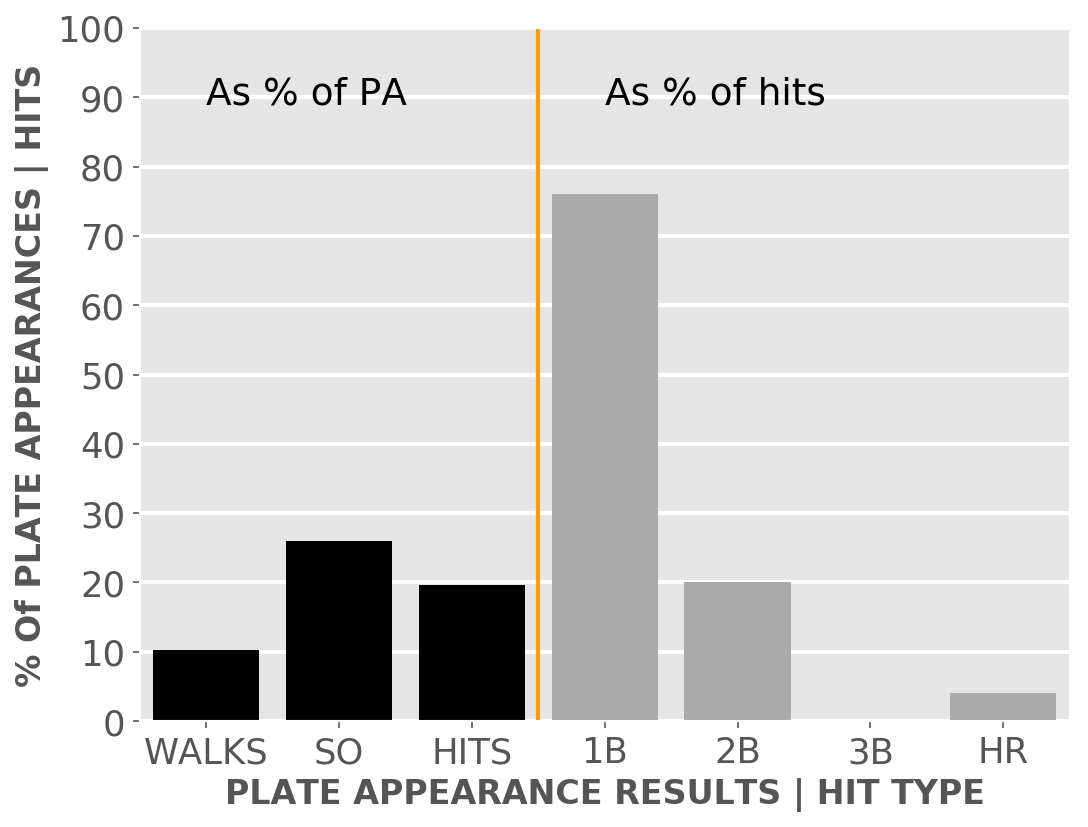 % Of PLATE APPEARANCES | HITS
100
90
80
70
60
50
40
30
20
10
0
As % of PA
As % of hits
WALKS SO HITS 1B 2B 3B HR
PLATE APPEARANCE RESULTS | HIT TYPE